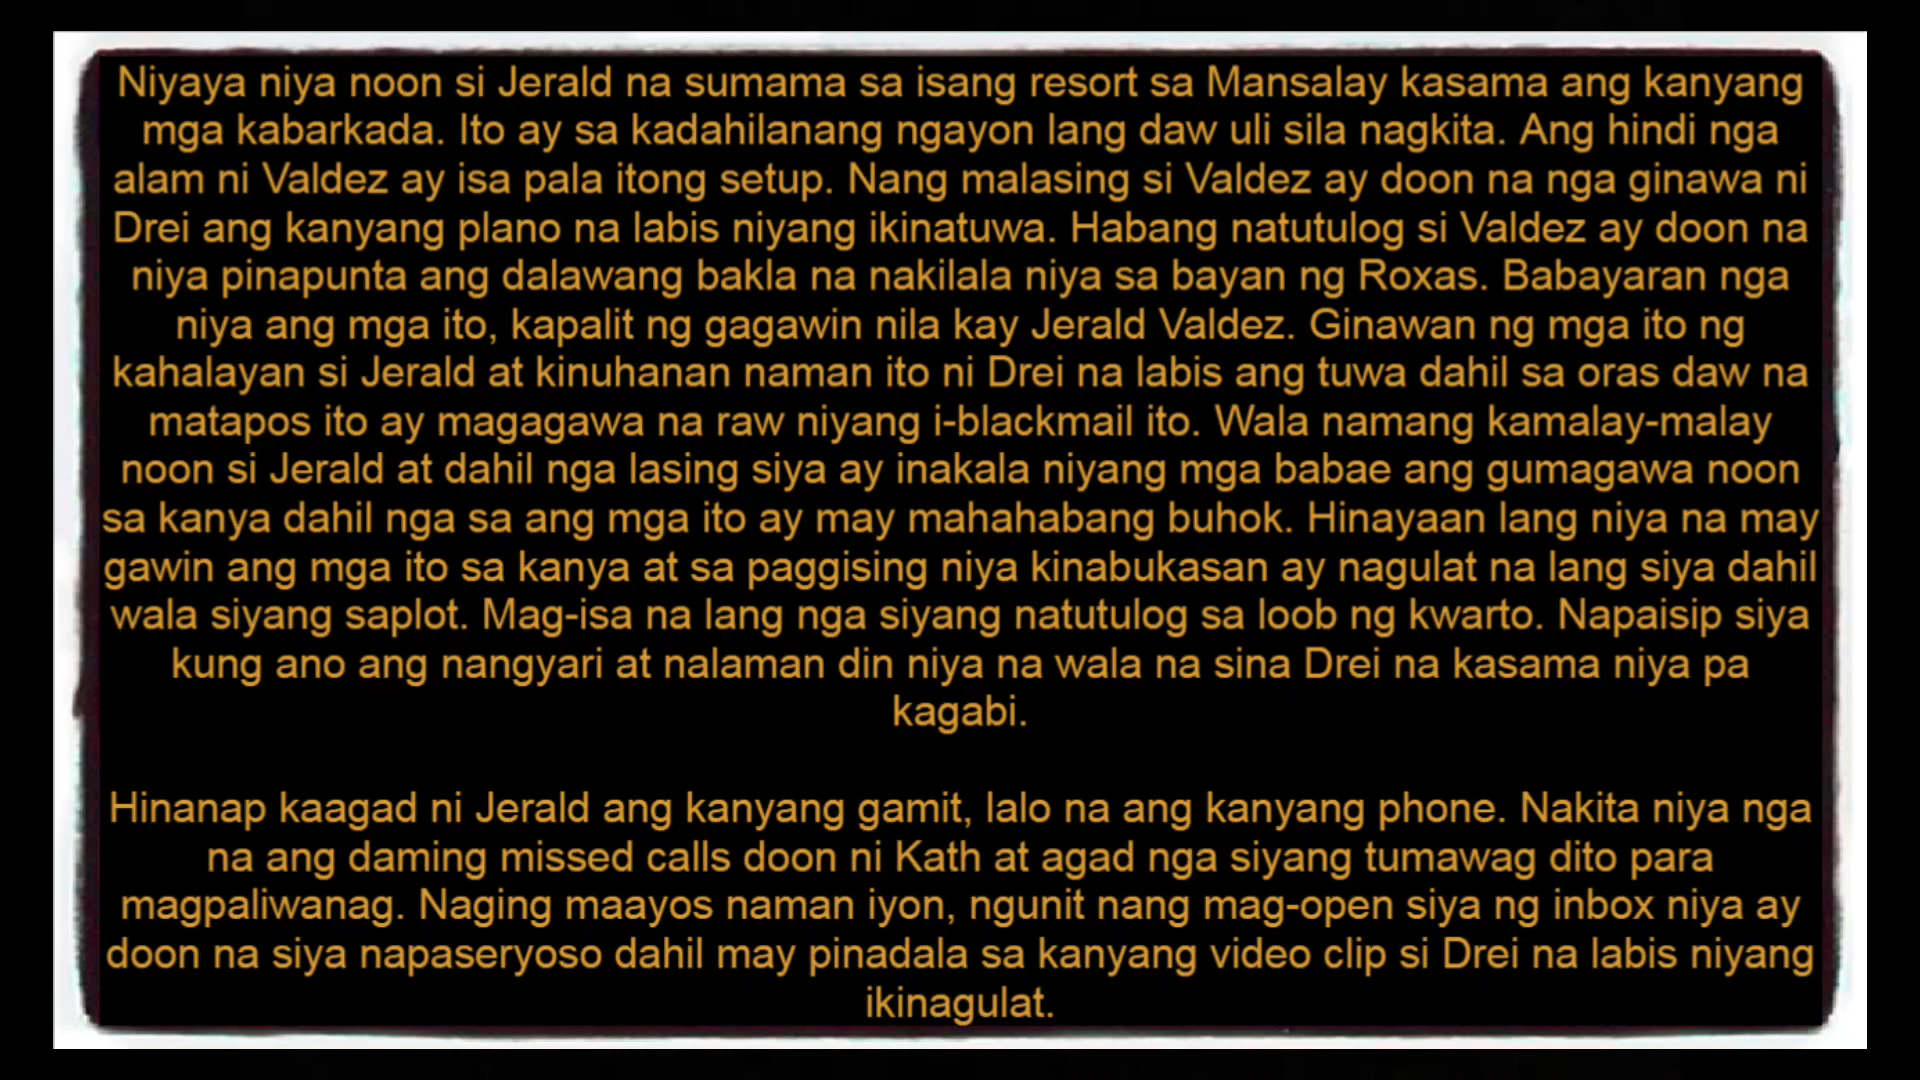 Niyaya niya noon si Jerald na sumama sa isang resort sa Mansalay kasama ang kanyang
mga kabarkada. Ito ay sa kadahilanang ngayon lang daw uli sila nagkita. Ang hindi nga
alam ni Valdez ay isa pala itong setup. Nang malasing si Valdez ay doon na nga ginawa ni
Drei ang kanyang plano na labis niyang ikinatuwa. Habang natutulog si Valdez ay doon na
niya pinapunta ang dalawang bakla na nakilala niya sa bayan ng Roxas. Babayaran nga
niya ang mga ito, kapalit ng gagawin nila kay Jerald Valdez. Ginawan ng mga ito ng
kahalayan si Jerald at kinuhanan naman ito ni Drei na labis ang tuwa dahil sa oras daw na
matapos ito ay magagawa na raw niyang i-blackmail ito. Wala namang kamalay-malay
noon si Jerald at dahil nga lasing siya ay inakala niyang mga babae ang gumagawa noon
sa kanya dahil nga sa ang mga ito ay may mahahabang buhok. Hinayaan lang niya na may
gawin ang mga ito sa kanya at sa paggising niya kinabukasan ay nagulat na lang siya dahil
wala siyang saplot. Mag-isa na lang nga siyang natutulog sa loob ng kwarto. Napaisip siya
kung ano ang nangyari at nalaman din niya na wala na sina Drei na kasama niya pa
kagabi.
Hinanap kaagad ni Jerald ang kanyang gamit, lalo na ang kanyang phone. Nakita niya nga
na ang daming missed calls doon ni Kath at agad nga siyang tumawag dito para
magpaliwanag. Naging maayos naman iyon, ngunit nang mag-open siya ng inbox niya ay
doon na siya napaseryoso dahil may pinadala sa kanyang video clip si Drei na labis niyang
ikinagulat.